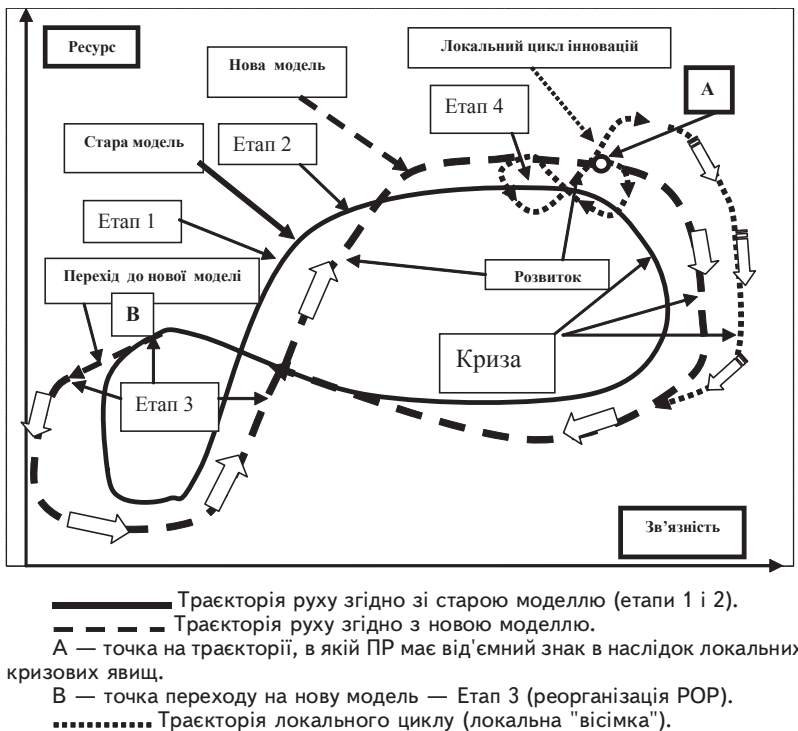 Ресурс
Локальний цикл інновацій
Нова модель
А
Етап 4
Стара модель
Етап 2
Етап 1
Перехід до нової моделі
Розвиток
В
Криза
Етап 3
Зв'язність
Траєкторія руху згідно зі старою моделлю (етапи 1 і 2).
Траєкторія руху згідно з новою моделлю.
А — точка на траєкторії, в якій ПР має від'ємний знак в наслідок локальних
кризових явищ.
В — точка переходу на нову модель — Етап 3 (реорганізація РОР).
Траєкторія локального циклу (локальна "вісімка").